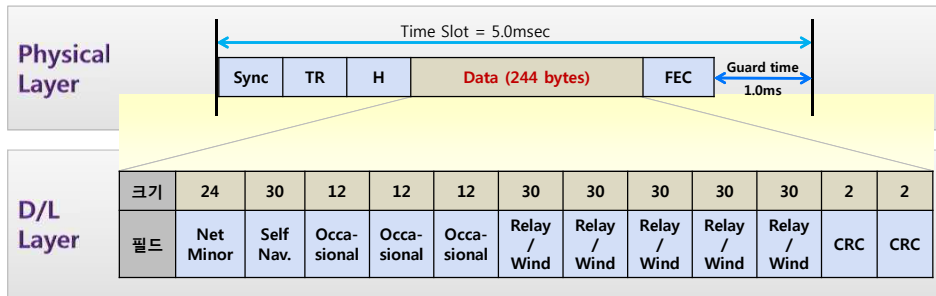 Time Slot = 5.0msec
Physical
Layer
Sync TR H Data (244 bytes) FEC
Guard time
1.0ms
D/L
Layer
크기 24 30 12 12 12 30 30 30 30 30 2 2
필드
Net
Minor
Self
Nav.
Occa-
sional
Occa-
sional
Occa-
sional
Relay
/
Wind
Relay
/
Wind
Relay
/
Wind
Relay
/
Wind
Relay
/
Wind
CRC
CRC